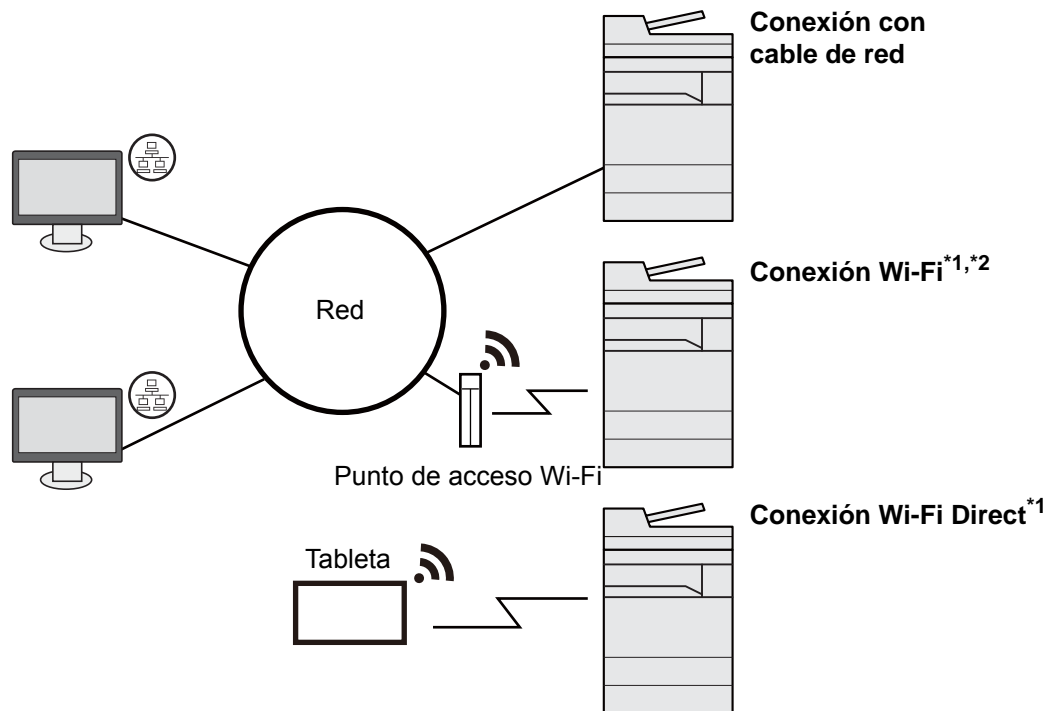 Conexión con
cable de red
Red
Conexión Wi-Fi*1,*2
Punto de acceso Wi-Fi
Conexión Wi-Fi Direct*1
Tableta